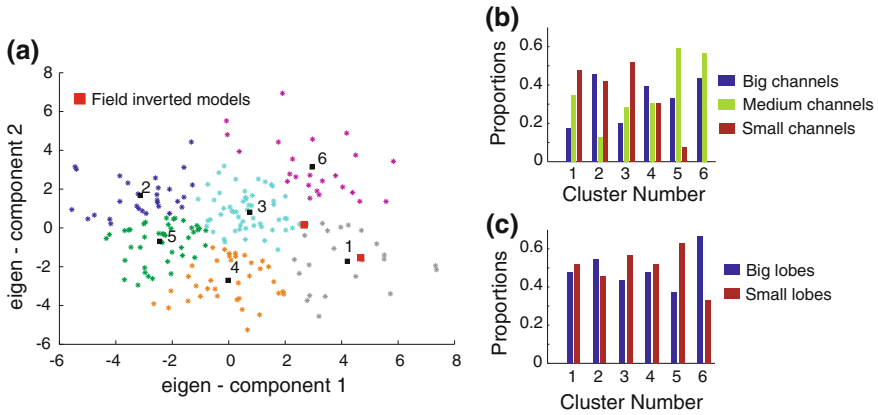 (a)
eigen - component 2
8
6
4
2
0
-2
-4
-6
Field inverted models
2
6
3
5
1
4
-6
-4
-2
0
2
4
6
8
eigen - component 1
(b)
Proportions
0.6
0.4
0.2
0
1 2 3 4 5 6
Cluster Number
Big channels
Medium channels
Small channels
(c)
Proportions
0.6
0.4
0.2
0
1 2 3 4 5 6
Cluster Number
Big lobes
Small lobes